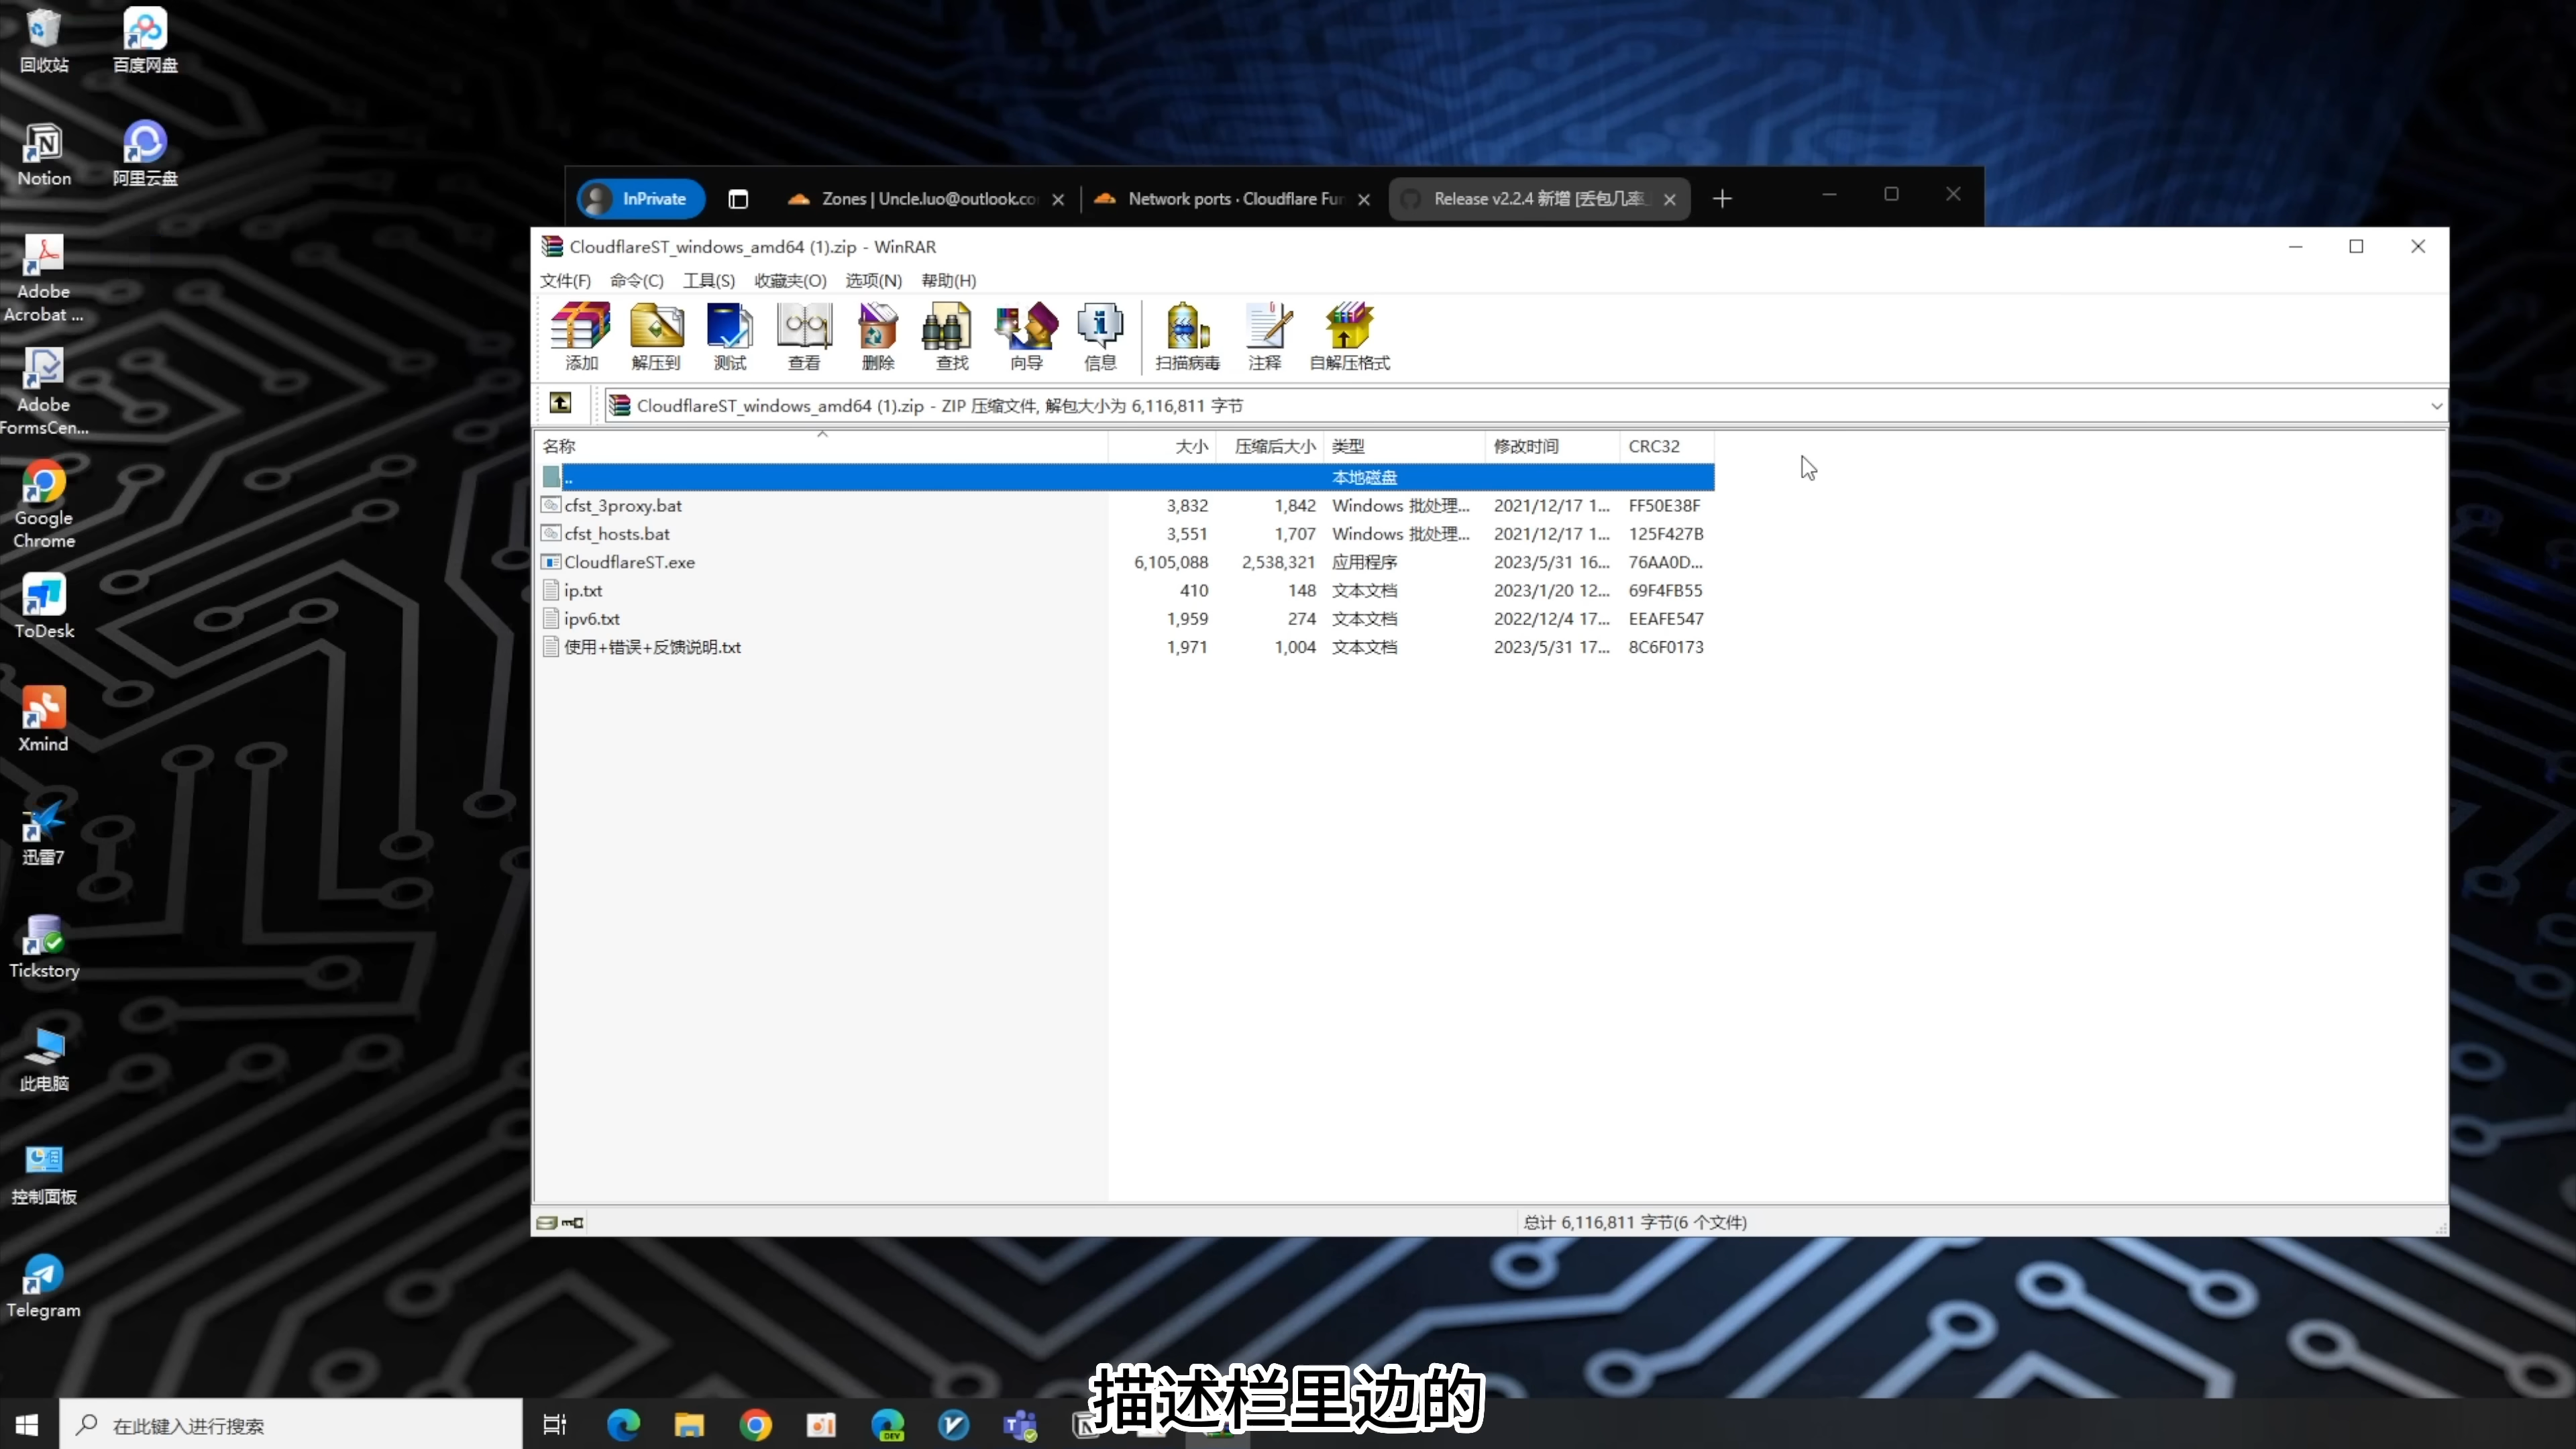 回收站
百度网盘
Notion
阿里云盘
Adobe
Acrobat ...
Adobe
FormsCen...
Google
Chrome
ToDesk
Xmind
迅雷7
Tickstory
此电脑
控制面板
Telegram
InPrivate
Zones | Uncle.luo@outlook.co
Network ports · Cloudflare Fun
Release v2.2.4 新增 [丢包几率
CloudflareST_windows_amd64 (1).zip - WinRAR
文件(F) 命令(C) 工具(S) 收藏夹(O) 选项(N) 帮助(H)
添加 解压到 测试 查看 删除 查找 向导 信息 扫描病毒 注释 自解压格式
CloudflareST_windows_amd64 (1).zip - ZIP 压缩文件, 解包大小为 6,116,811 字节
名称 大小 压缩后大小 类型 修改时间 CRC32
.. 本地磁盘
cfst_3proxy.bat 3,832 1,842 Windows 批处理... 2021/12/17 1... FF50E38F
cfst_hosts.bat 3,551 1,707 Windows 批处理... 2021/12/17 1... 125F427B
CloudflareST.exe 6,105,088 2,538,321 应用程序 2023/5/31 16... 76AA0D...
ip.txt 410 148 文本文档 2023/1/20 12... 69F4FB55
ipv6.txt 1,959 274 文本文档 2022/12/4 17... EEAFE547
使用+错误+反馈说明.txt 1,971 1,004 文本文档 2023/5/31 17... 8C6F0173
总计 6,116,811 字节(6 个文件)
描述栏里边的
在此键入进行搜索
DEV